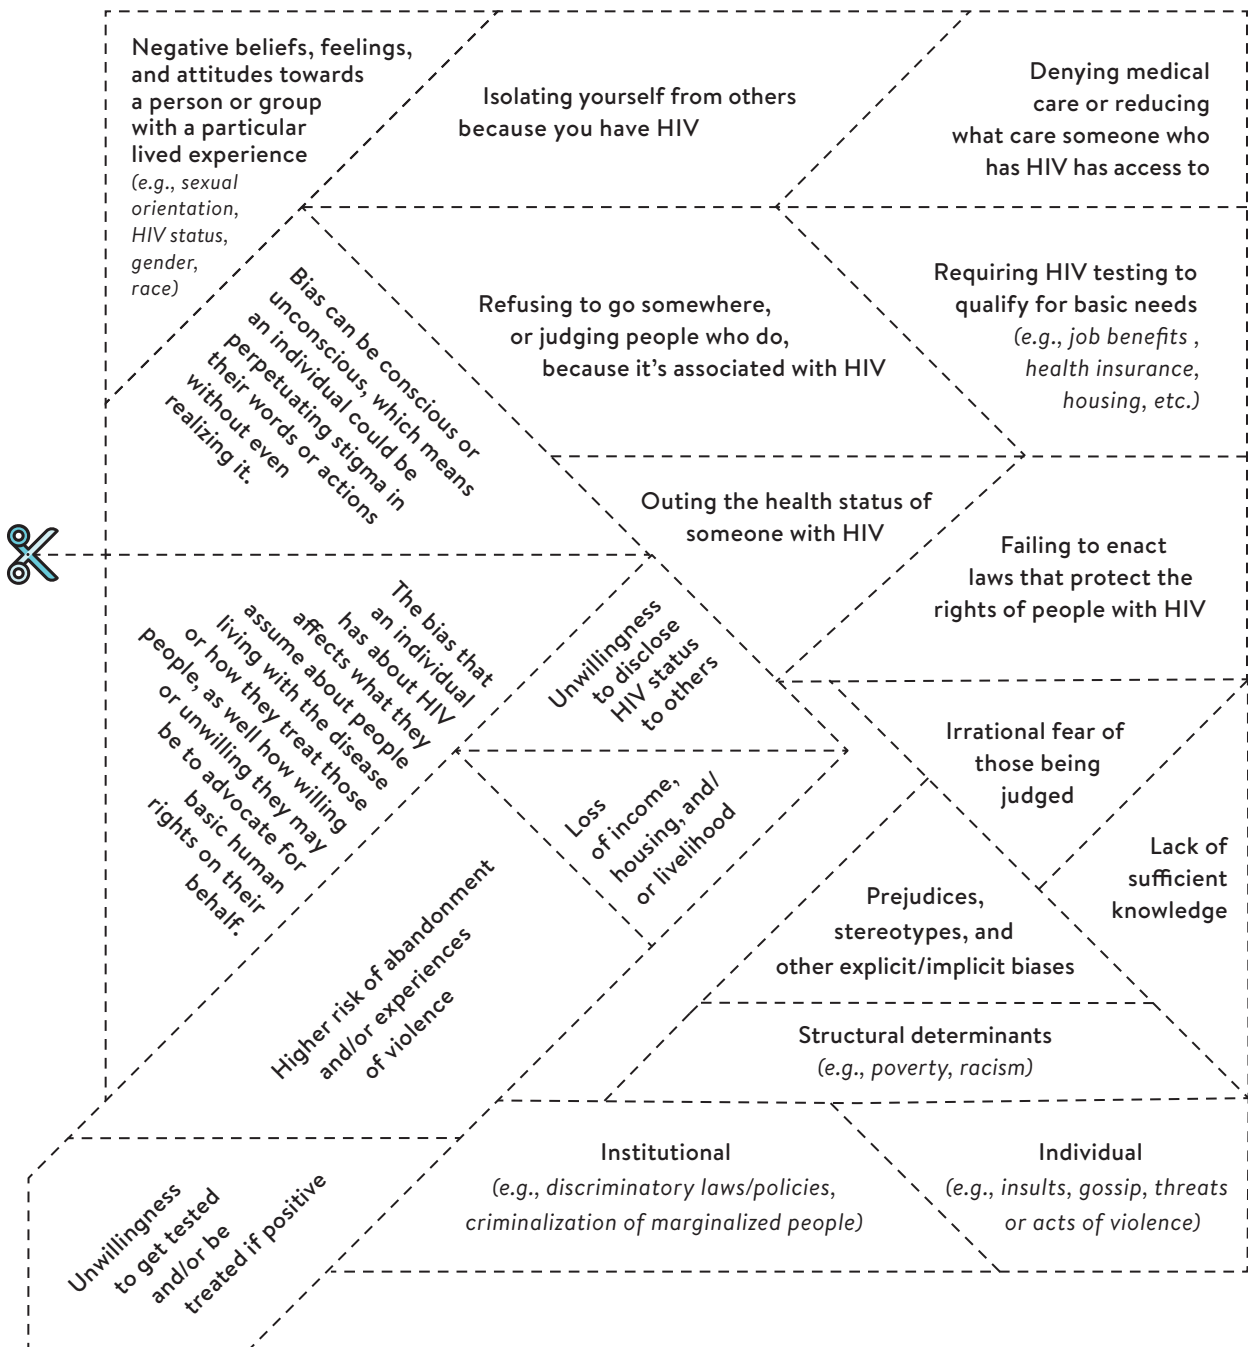 Negative beliefs, feelings,
and attitudes towards
a person or group
with a particular
lived experience
(e.g., sexual
orientation,
HIV status,
gender,
race)
Isolating yourself from others
because you have HIV
Denying medical
care or reducing
what care someone who
has HIV has access to
Bias can be conscious or
unconscious, which means
an individual could be
perpetuating stigma in
their words or actions
without even
realizing it.
Refusing to go somewhere,
or judging people who do,
because it’s associated with HIV
Requiring HIV testing to
qualify for basic needs
(e.g., job benefits ,
health insurance,
housing, etc.)
Outing the health status of
someone with HIV
Failing to enact
laws that protect the
rights of people with HIV
The bias that
an individual
has about HIV
affects what they
assume about people
living with the disease
or how they treat those
people, as well how willing
or unwilling they may
be to advocate for
basic human
rights on their
behalf.
Unwillingness
to disclose
HIV status
to others
Irrational fear of
those being
judged
Loss
of income,
housing, and/
or livelihood
Lack of
sufficient
knowledge
Prejudices,
stereotypes, and
other explicit/implicit biases
Higher risk of abandonment
and/or experiences
of violence
Structural determinants
(e.g., poverty, racism)
Institutional
(e.g., discriminatory laws/policies,
criminalization of marginalized people)
Individual
(e.g., insults, gossip, threats
or acts of violence)
Unwillingness
to get tested
and/or be
treated if positive